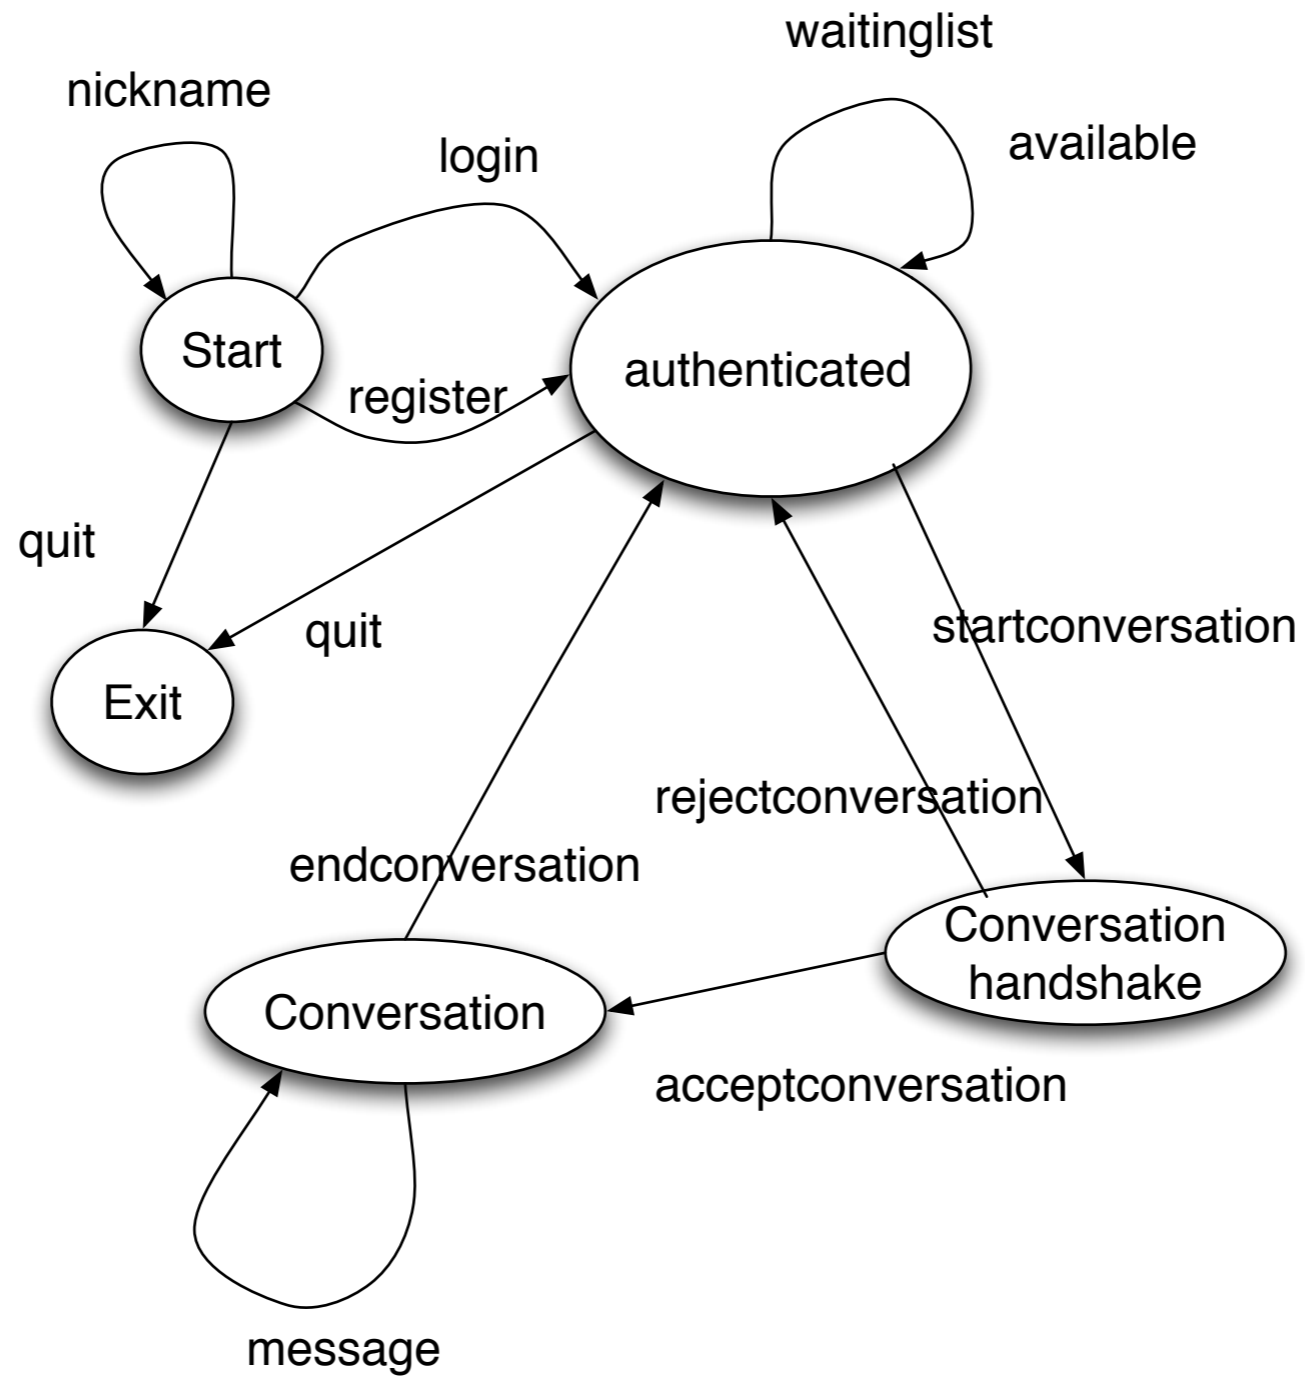 waitinglist
nickname
available
login
Start
authenticated
register
quit
startconversation
quit
Exit
rejectconversation
endconversation
Conversation
handshake
Conversation
acceptconversation
message